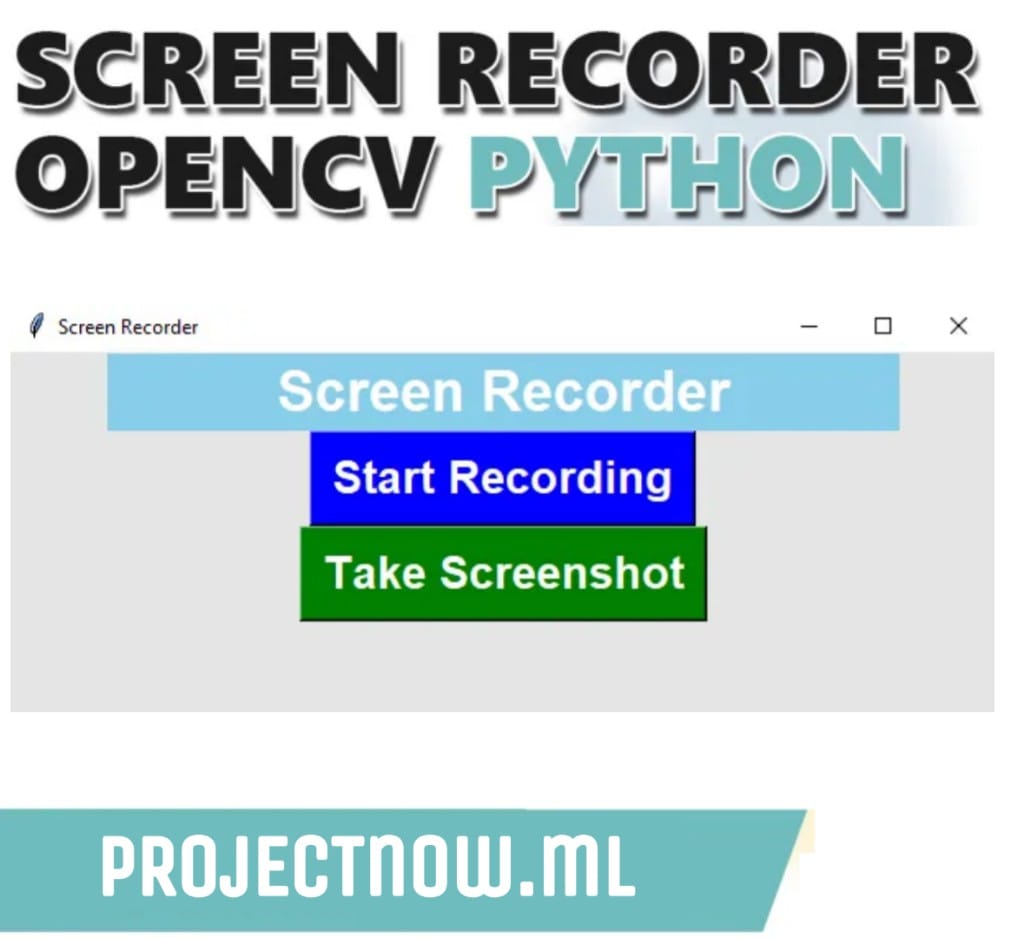 SCREEN RECORDER
OPENCV PYTHON
Screen Recorder
Screen Recorder
Start Recording
Take Screenshot
PROJECTNOW.ML